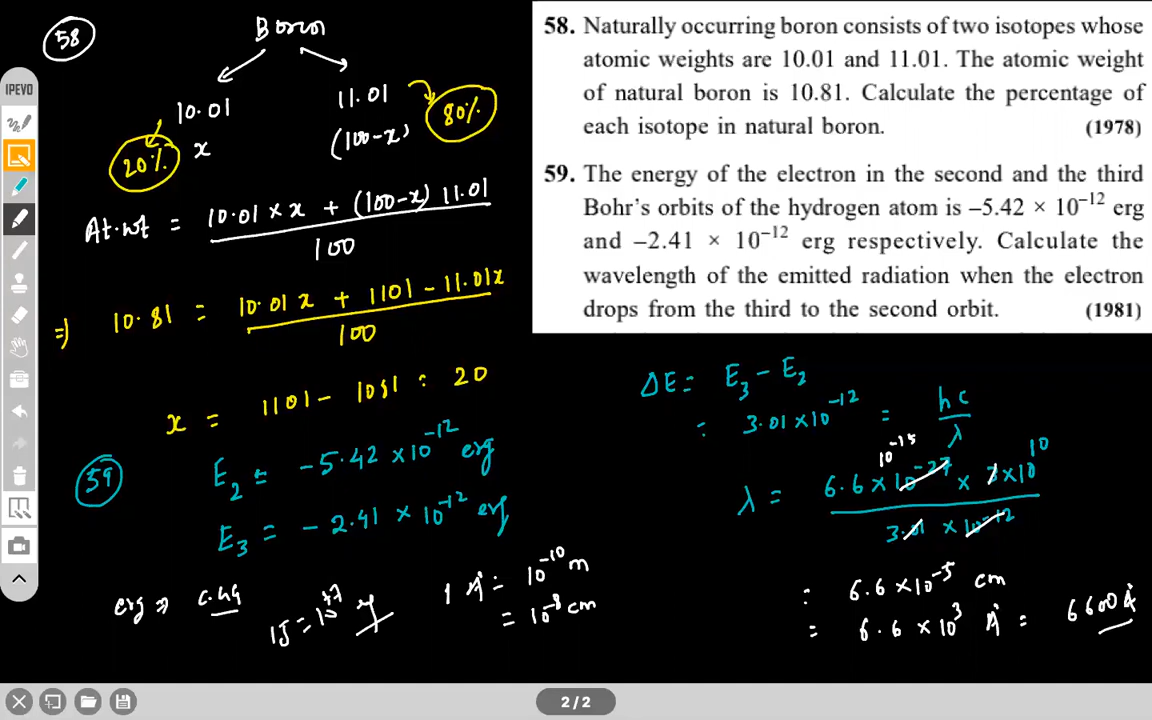 58
Boron
10.01
11.01
80%
20%
x
(100-x)
At.wt = 10.01 × x + (100-x) 11.01
100
⇒ 10.81 = 10.01x + 1101 - 11.01x
100
x = 1101 - 1081 = 20
59
E₂ = -5.42 × 10⁻¹² erg
E₃ = -2.41 × 10⁻¹² erg
erg ⇒ C.G.S
1J = 10⁺⁷ erg
1 Å = 10⁻¹⁰ m
= 10⁻⁸ cm
58. Naturally occurring boron consists of two isotopes whose
atomic weights are 10.01 and 11.01. The atomic weight
of natural boron is 10.81. Calculate the percentage of
each isotope in natural boron. (1978)
59. The energy of the electron in the second and the third
Bohr's orbits of the hydrogen atom is –5.42 × 10⁻¹² erg
and –2.41 × 10⁻¹² erg respectively. Calculate the
wavelength of the emitted radiation when the electron
drops from the third to the second orbit. (1981)
ΔE = E₃ - E₂
= 3.01 × 10⁻¹² = hc
λ
10⁻¹⁵
λ = 6.6 × 10⁻²⁷ × 3 × 10¹⁰
3.01 × 10⁻¹²
= 6.6 × 10⁻⁵ cm
= 6.6 × 10³ Å = 6600 Å
IPEVO
2/2